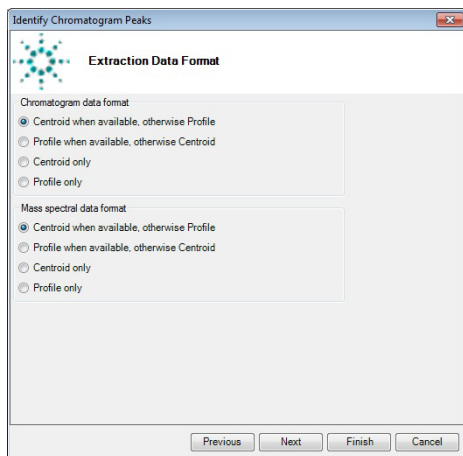 Identify Chromatogram Peaks
Extraction Data Format
Chromatogram data format
Centroid when available, otherwise Profile
Profile when available, otherwise Centroid
Centroid only
Profile only
Mass spectral data format
Centroid when available, otherwise Profile
Profile when available, otherwise Centroid
Centroid only
Profile only
Previous Next Finish Cancel